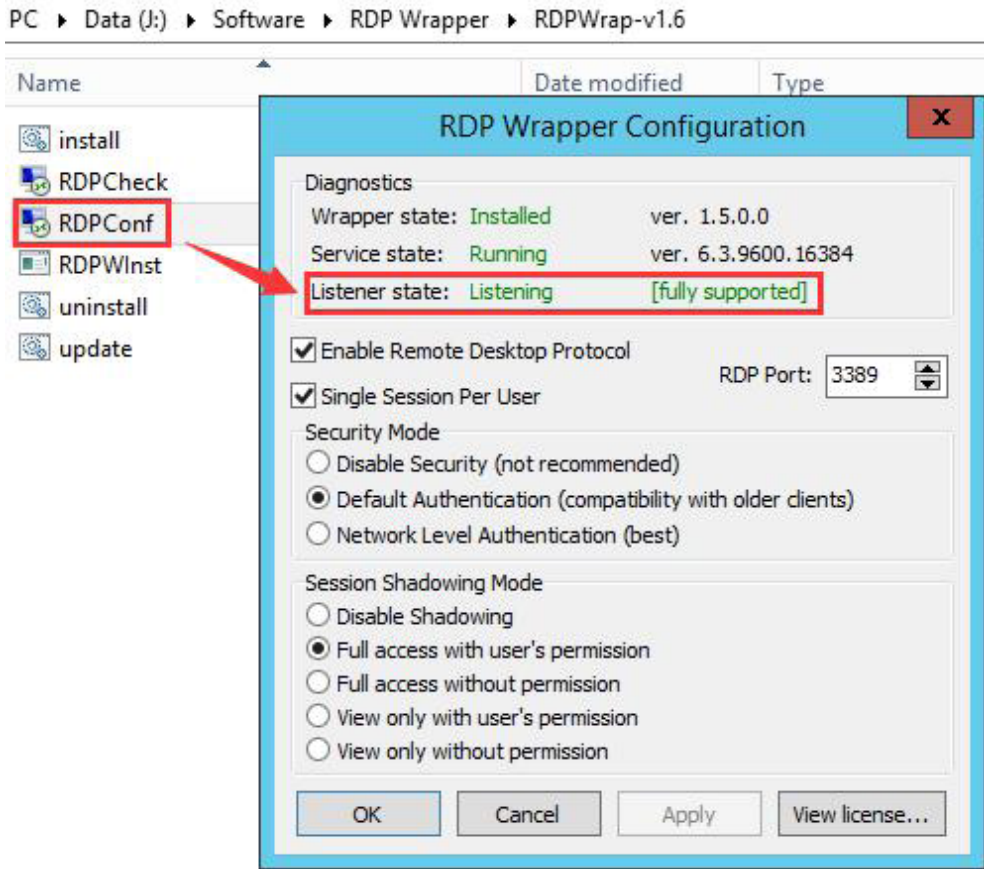 PC ▸ Data (J:) ▸ Software ▸ RDP Wrapper ▸ RDPWrap-v1.6
Name Date modified Type
install
RDPCheck
RDPConf
RDPWInst
uninstall
update
RDP Wrapper Configuration x
Diagnostics
Wrapper state: Installed ver. 1.5.0.0
Service state: Running ver. 6.3.9600.16384
Listener state: Listening [fully supported]
Enable Remote Desktop Protocol
RDP Port: 3389
Single Session Per User
Security Mode
Disable Security (not recommended)
Default Authentication (compatibility with older clients)
Network Level Authentication (best)
Session Shadowing Mode
Disable Shadowing
Full access with user's permission
Full access without permission
View only with user's permission
View only without permission
OK Cancel Apply View license...